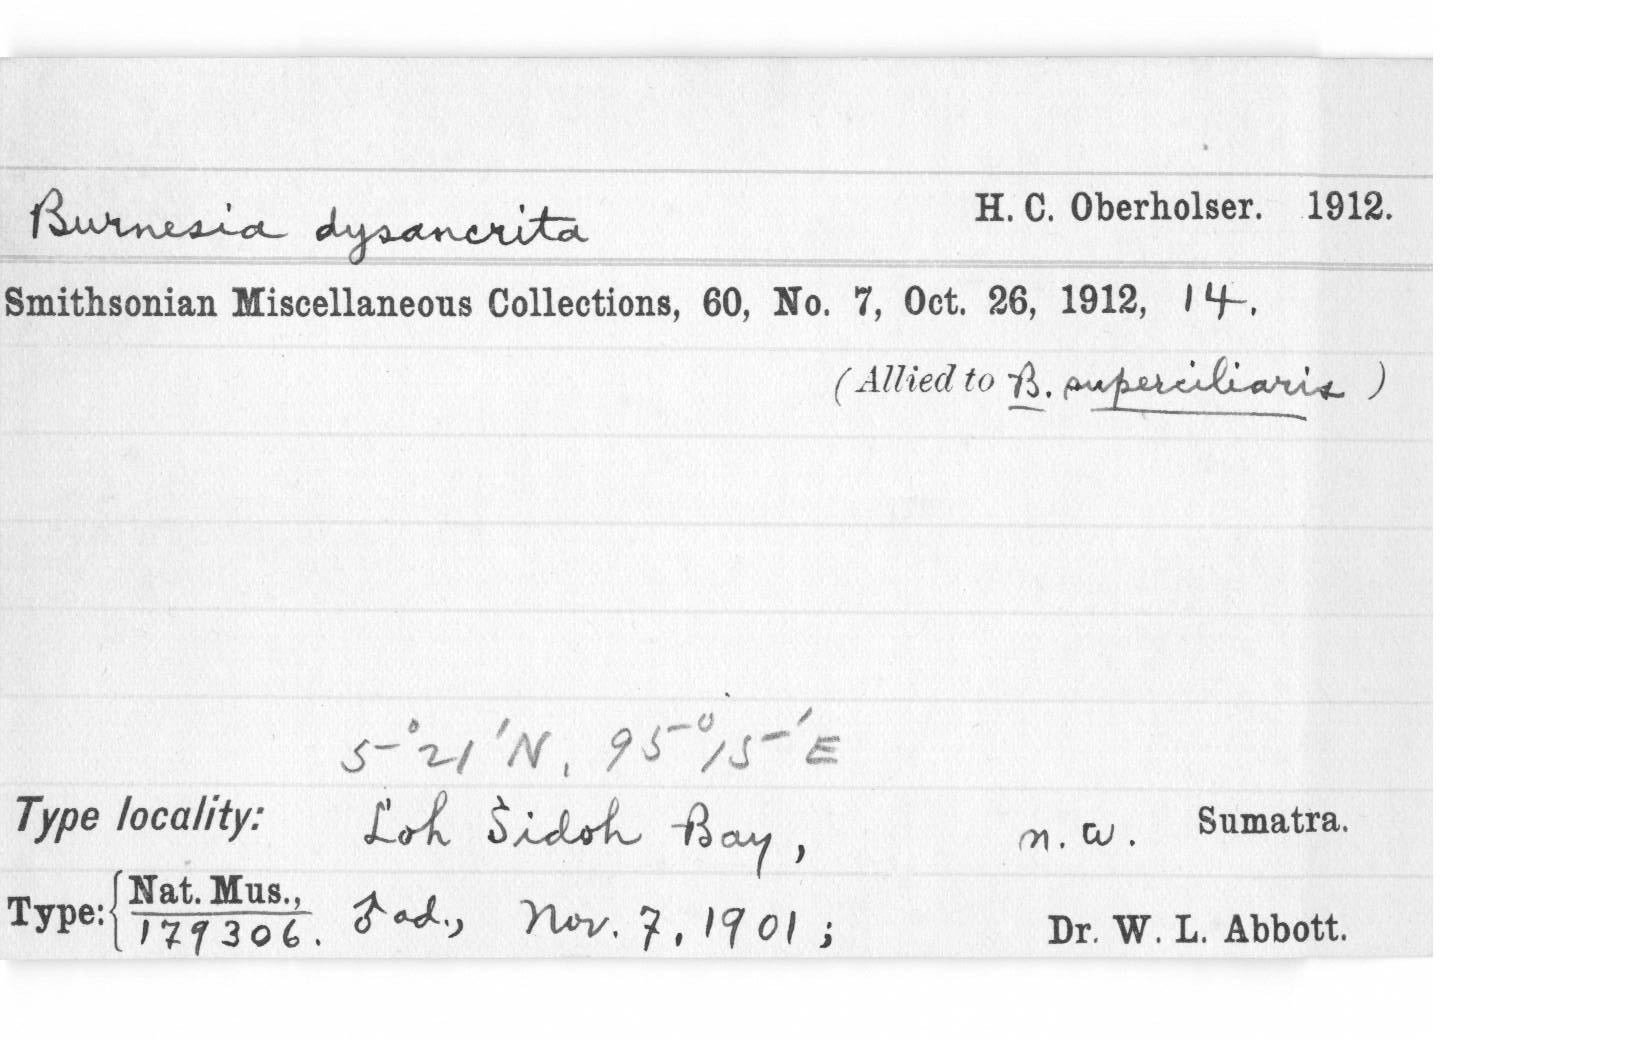 Burnesia dysancrita H. C. Oberholser. 1912.
Smithsonian Miscellaneous Collections, 60, No. 7, Oct. 26, 1912, 14.
(Allied to B. superciliaris)
5°21'N, 95°15'E
Type locality: Loh Sidoh Bay, n.w. Sumatra.
Type: { Nat. Mus., 179306. ♂ ad., Nov. 7, 1901; Dr. W. L. Abbott.